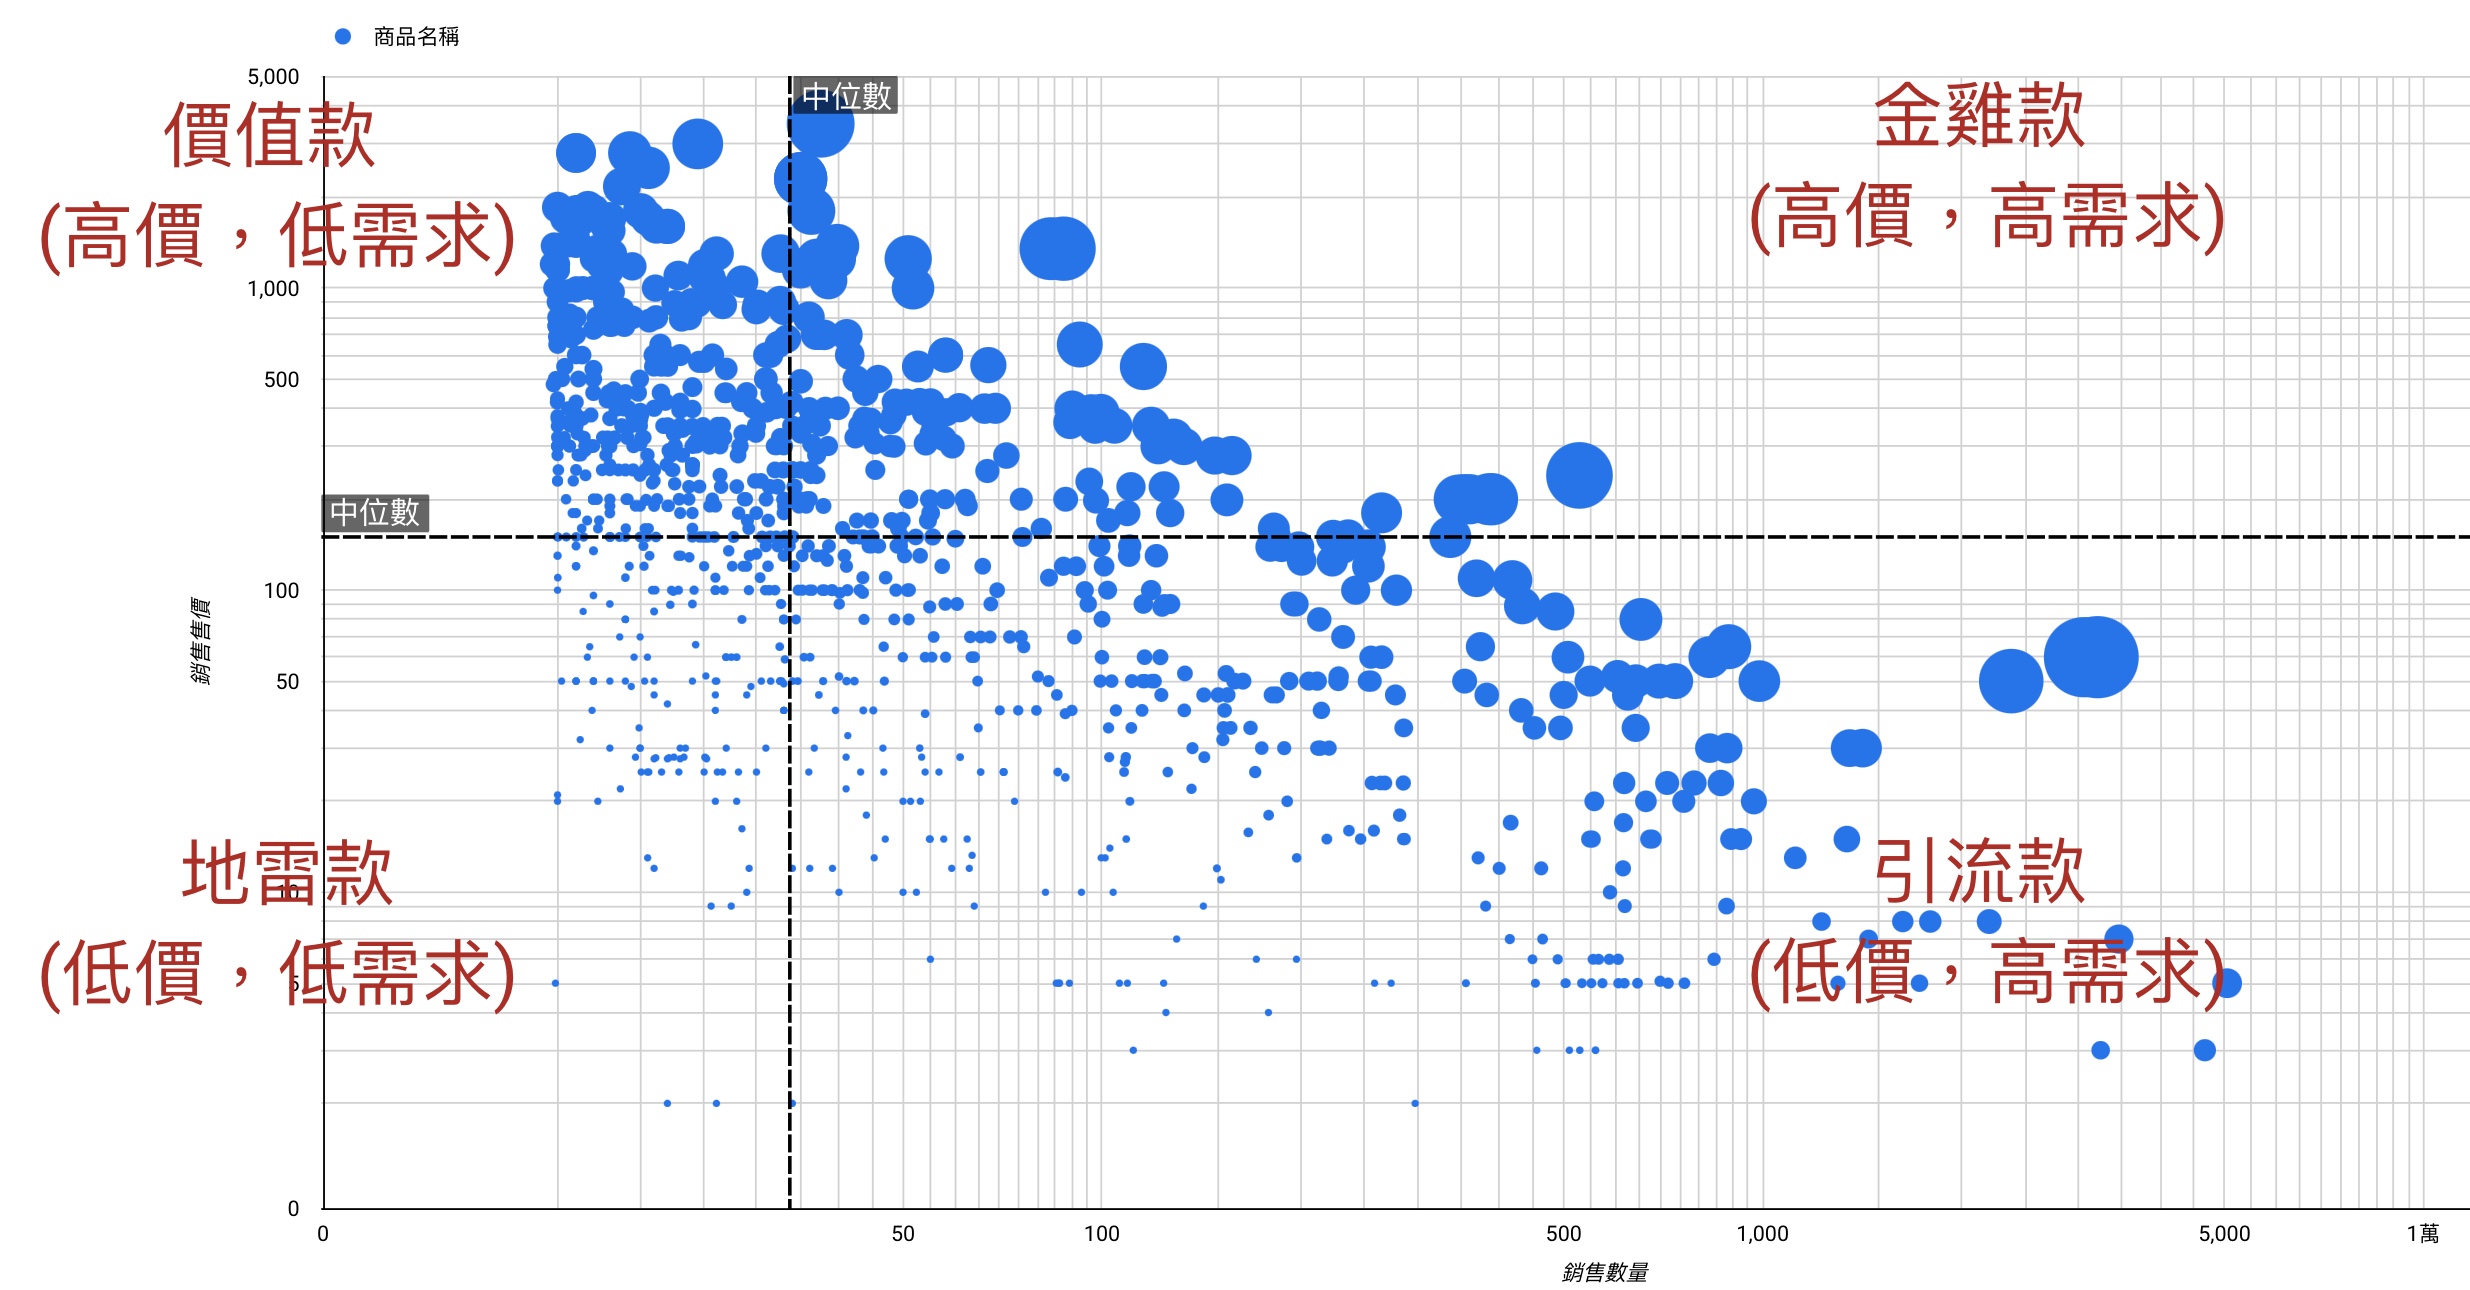 商品名稱
5,000
中位數
價值款
(高價，低需求)
金雞款
(高價，高需求)
1,000
500
中位數
100
銷售售價
50
地雷款
(低價，低需求)
引流款
(低價，高需求)
10
5
0
0
50
100
500
1,000
5,000
1萬
銷售數量